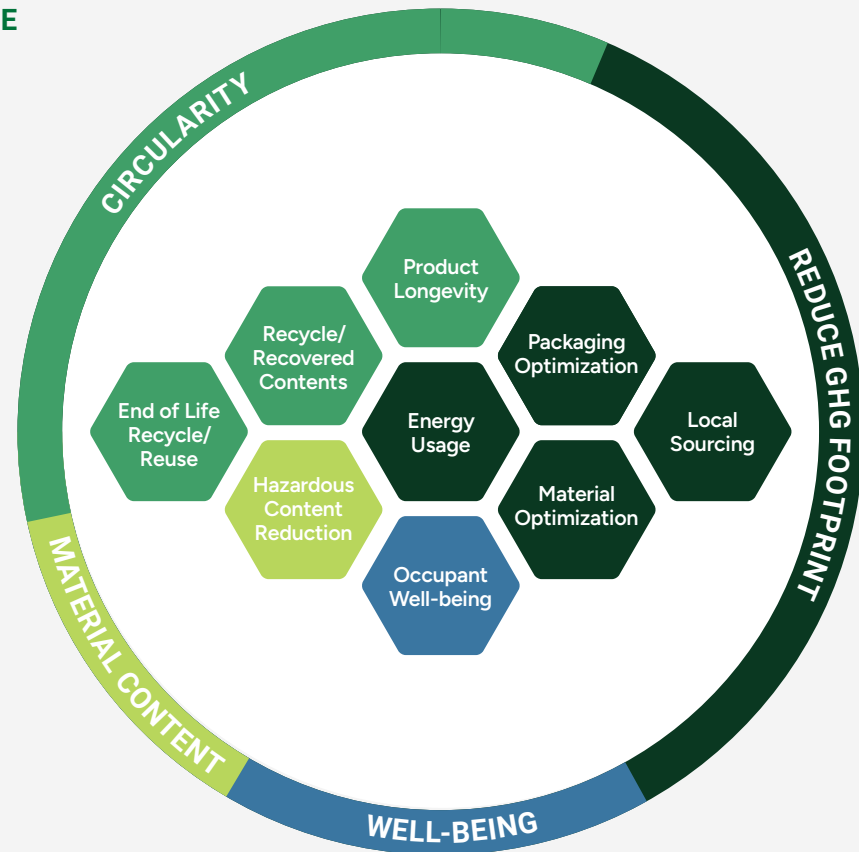 E
CIRCULARITY
REDUCE GHG FOOTPRINT
Product
Longevity
Recycle/
Recovered
Contents
Packaging
Optimization
End of Life
Recycle/
Reuse
Energy
Usage
Local
Sourcing
Hazardous
Content
Reduction
Material
Optimization
Occupant
Well-being
MATERIAL CONTENT
WELL-BEING